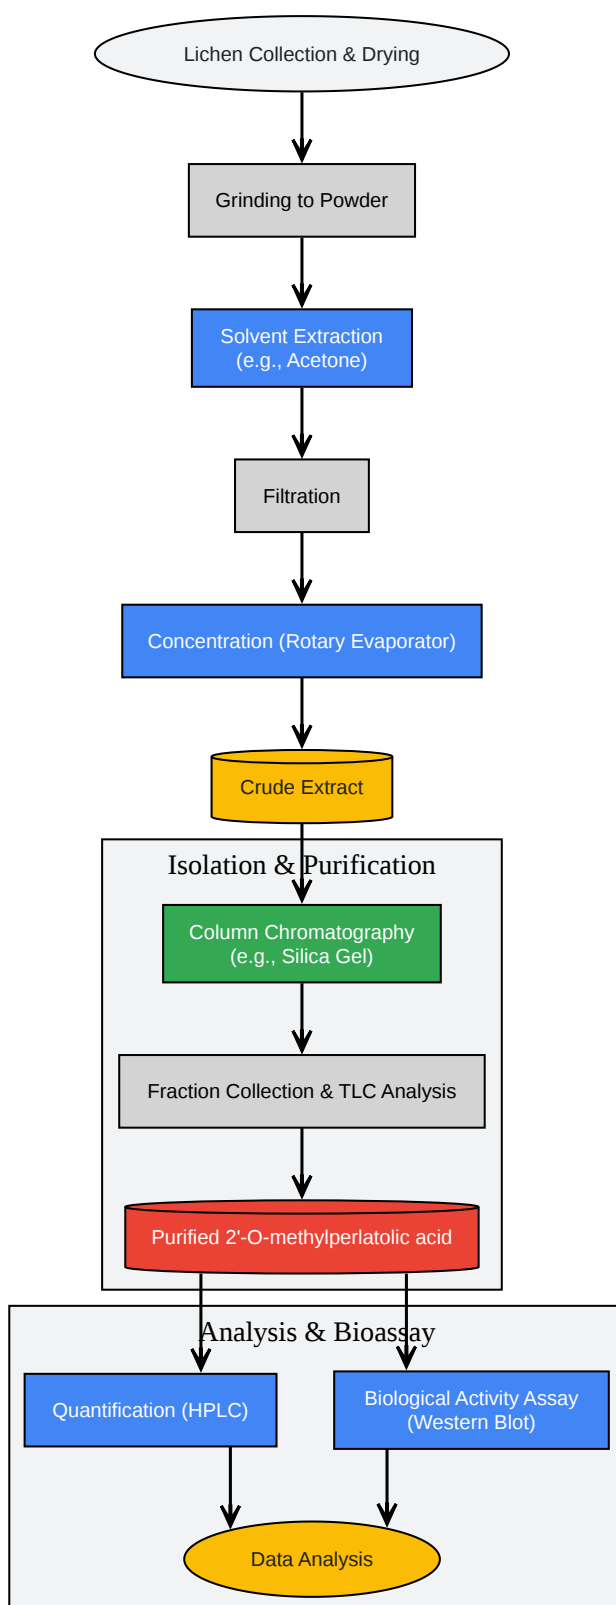 Lichen Collection & Drying
Grinding to Powder
Solvent Extraction
(e.g., Acetone)
Filtration
Concentration (Rotary Evaporator)
Crude Extract
Isolation & Purification
Column Chromatography
(e.g., Silica Gel)
Fraction Collection & TLC Analysis
Purified 2'-O-methylperlatolic acid
Analysis & Bioassay
Quantification (HPLC)
Biological Activity Assay
(Western Blot)
Data Analysis